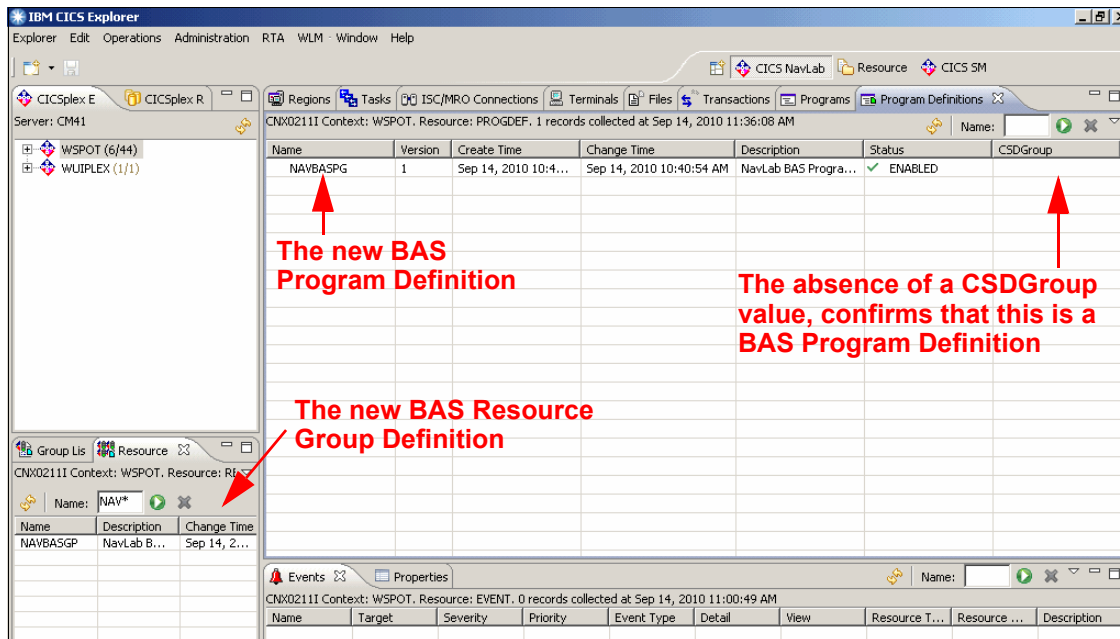 IBM CICS Explorer
Explorer Edit Operations Administration RTA WLM Window Help
CICS NavLab Resource CICS SM
CICSplex E CICSplex R
Regions Tasks ISC/MRO Connections Terminals Files Transactions Programs Program Definitions
Server: CM41
CNX0211I Context: WSPOT. Resource: PROGDEF. 1 records collected at Sep 14, 2010 11:36:08 AM
Name:
WSPOT (6/44)
WUIPLEX (1/1)
Name Version Create Time Change Time Description Status CSDGroup
NAVBASPG 1 Sep 14, 2010 10:4... Sep 14, 2010 10:40:54 AM NavLab BAS Progra... ENABLED
The new BAS
Program Definition
The absence of a CSDGroup
value, confirms that this is a
BAS Program Definition
The new BAS Resource
Group Definition
Group Lis Resource
CNX0211I Context: WSPOT. Resource: RE
Name: NAV*
Name Description Change Time
NAVBASGP NavLab B... Sep 14, 2...
Events Properties
Name:
CNX0211I Context: WSPOT. Resource: EVENT. 0 records collected at Sep 14, 2010 11:00:49 AM
Name Target Severity Priority Event Type Detail View Resource T... Resource ... Description